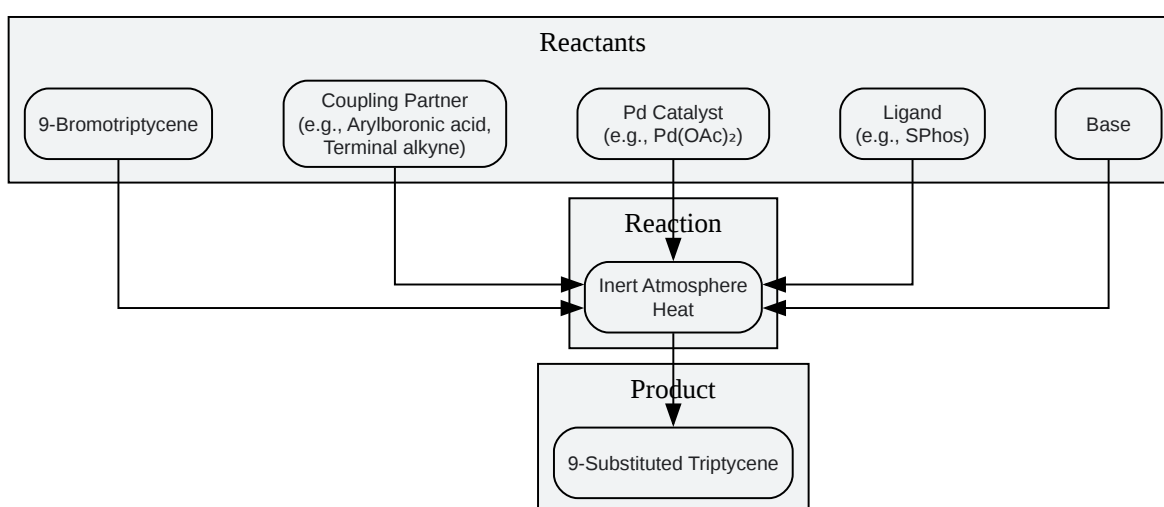 Reactants
9-Bromotriptycene
Coupling Partner
(e.g., Arylboronic acid,
Terminal alkyne)
Pd Catalyst
(e.g., Pd(OAc)₂)
Ligand
(e.g., SPhos)
Base
Reaction
Inert Atmosphere
Heat
Product
9-Substituted Triptycene